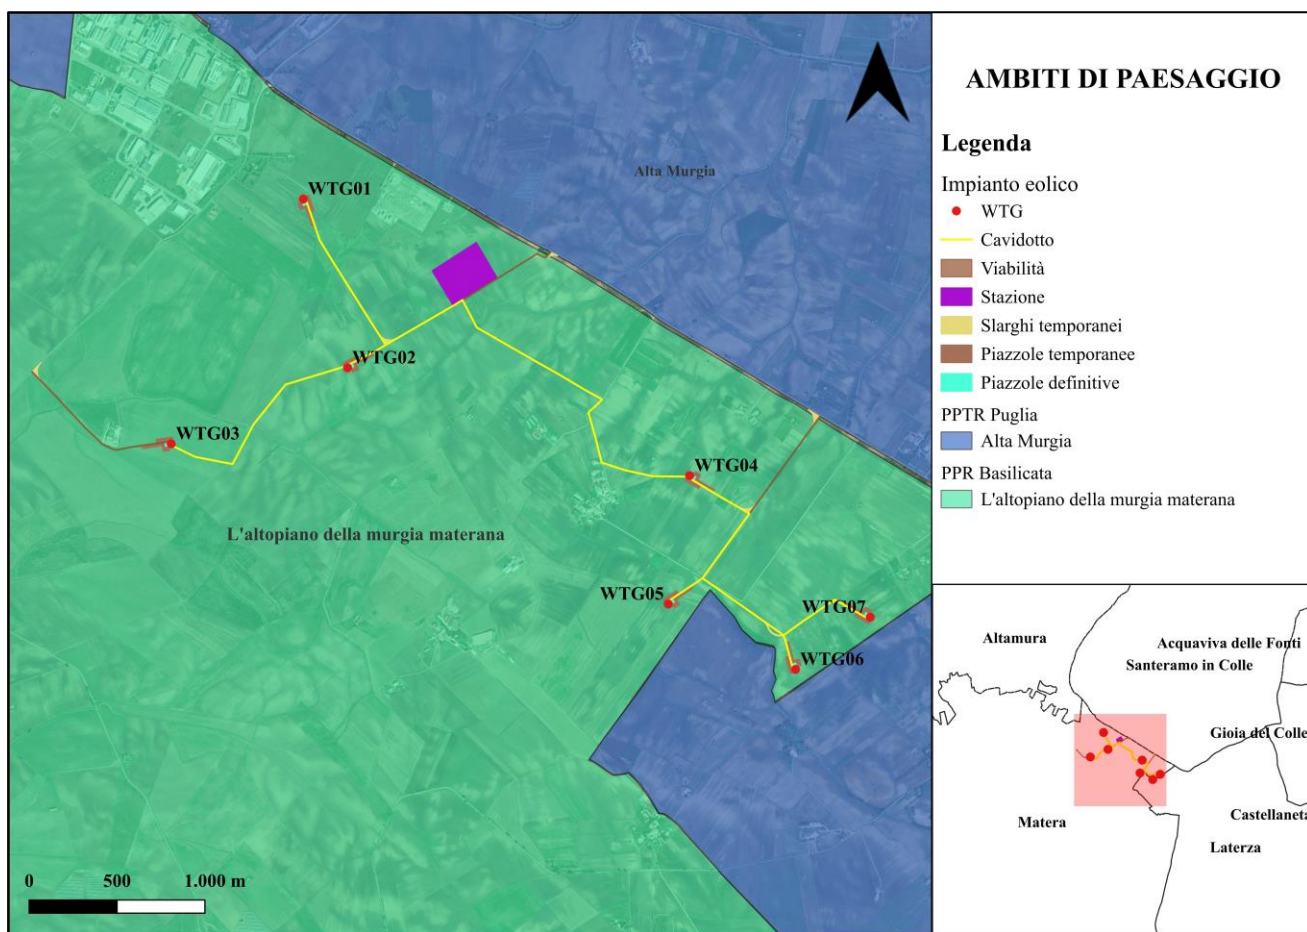 AMBITI DI PAESAGGIO
Legenda
Impianto eolico
WTG
Cavidotto
Viabilità
Stazione
Slarghi temporanei
Piazzole temporanee
Piazzole definitive
PPTR Puglia
Alta Murgia
PPR Basilicata
L'altopiano della murgia materana
Alta Murgia
WTG01
WTG02
WTG03
WTG04
L'altopiano della murgia materana
WTG05
WTG07
WTG06
0 500 1.000 m
Altamura
Acquaviva delle Fonti
Santeramo in Colle
Gioia del Colle
Matera
Castellaneta
Laterza